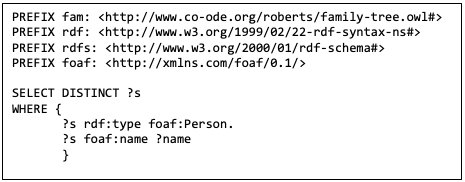 PREFIX fam: <http://www.co-ode.org/roberts/family-tree.owl#>
PREFIX rdf: <http://www.w3.org/1999/02/22-rdf-syntax-ns#>
PREFIX rdfs: <http://www.w3.org/2000/01/rdf-schema#>
PREFIX foaf: <http://xmlns.com/foaf/0.1/>

SELECT DISTINCT ?s
WHERE {
       ?s rdf:type foaf:Person.
       ?s foaf:name ?name
       }